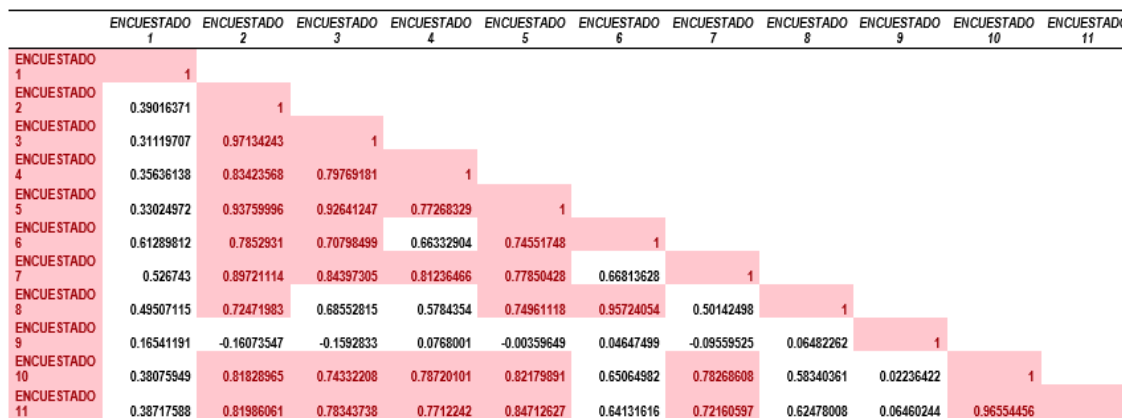 ENCUESTADO ENCUESTADO ENCUESTADO ENCUESTADO ENCUESTADO ENCUESTADO ENCUESTADO ENCUESTADO ENCUESTADO ENCUESTADO ENCUESTADO
1 2 3 4 5 6 7 8 9 10 11
ENCUESTADO
1 1
ENCUESTADO
2 0.39016371 1
ENCUESTADO
3 0.31119707 0.97134243 1
ENCUESTADO
4 0.35636138 0.83423568 0.79769181 1
ENCUESTADO
5 0.33024972 0.93759996 0.92641247 0.77268329 1
ENCUESTADO
6 0.61289812 0.7852931 0.70798499 0.66332904 0.74551748 1
ENCUESTADO
7 0.526743 0.89721114 0.84397305 0.81236466 0.77850428 0.66813628 1
ENCUESTADO
8 0.49507115 0.72471983 0.68552815 0.5784354 0.74961118 0.95724054 0.50142498 1
ENCUESTADO
9 0.16541191 -0.16073547 -0.1592833 0.0768001 -0.00359649 0.04647499 -0.09559525 0.06482262 1
ENCUESTADO
10 0.38075949 0.81828965 0.74332208 0.78720101 0.82179891 0.65064982 0.78268608 0.58340361 0.02236422 1
ENCUESTADO
11 0.38717588 0.81986061 0.78343738 0.7712242 0.84712627 0.64131616 0.72160597 0.62478008 0.06460244 0.96554456